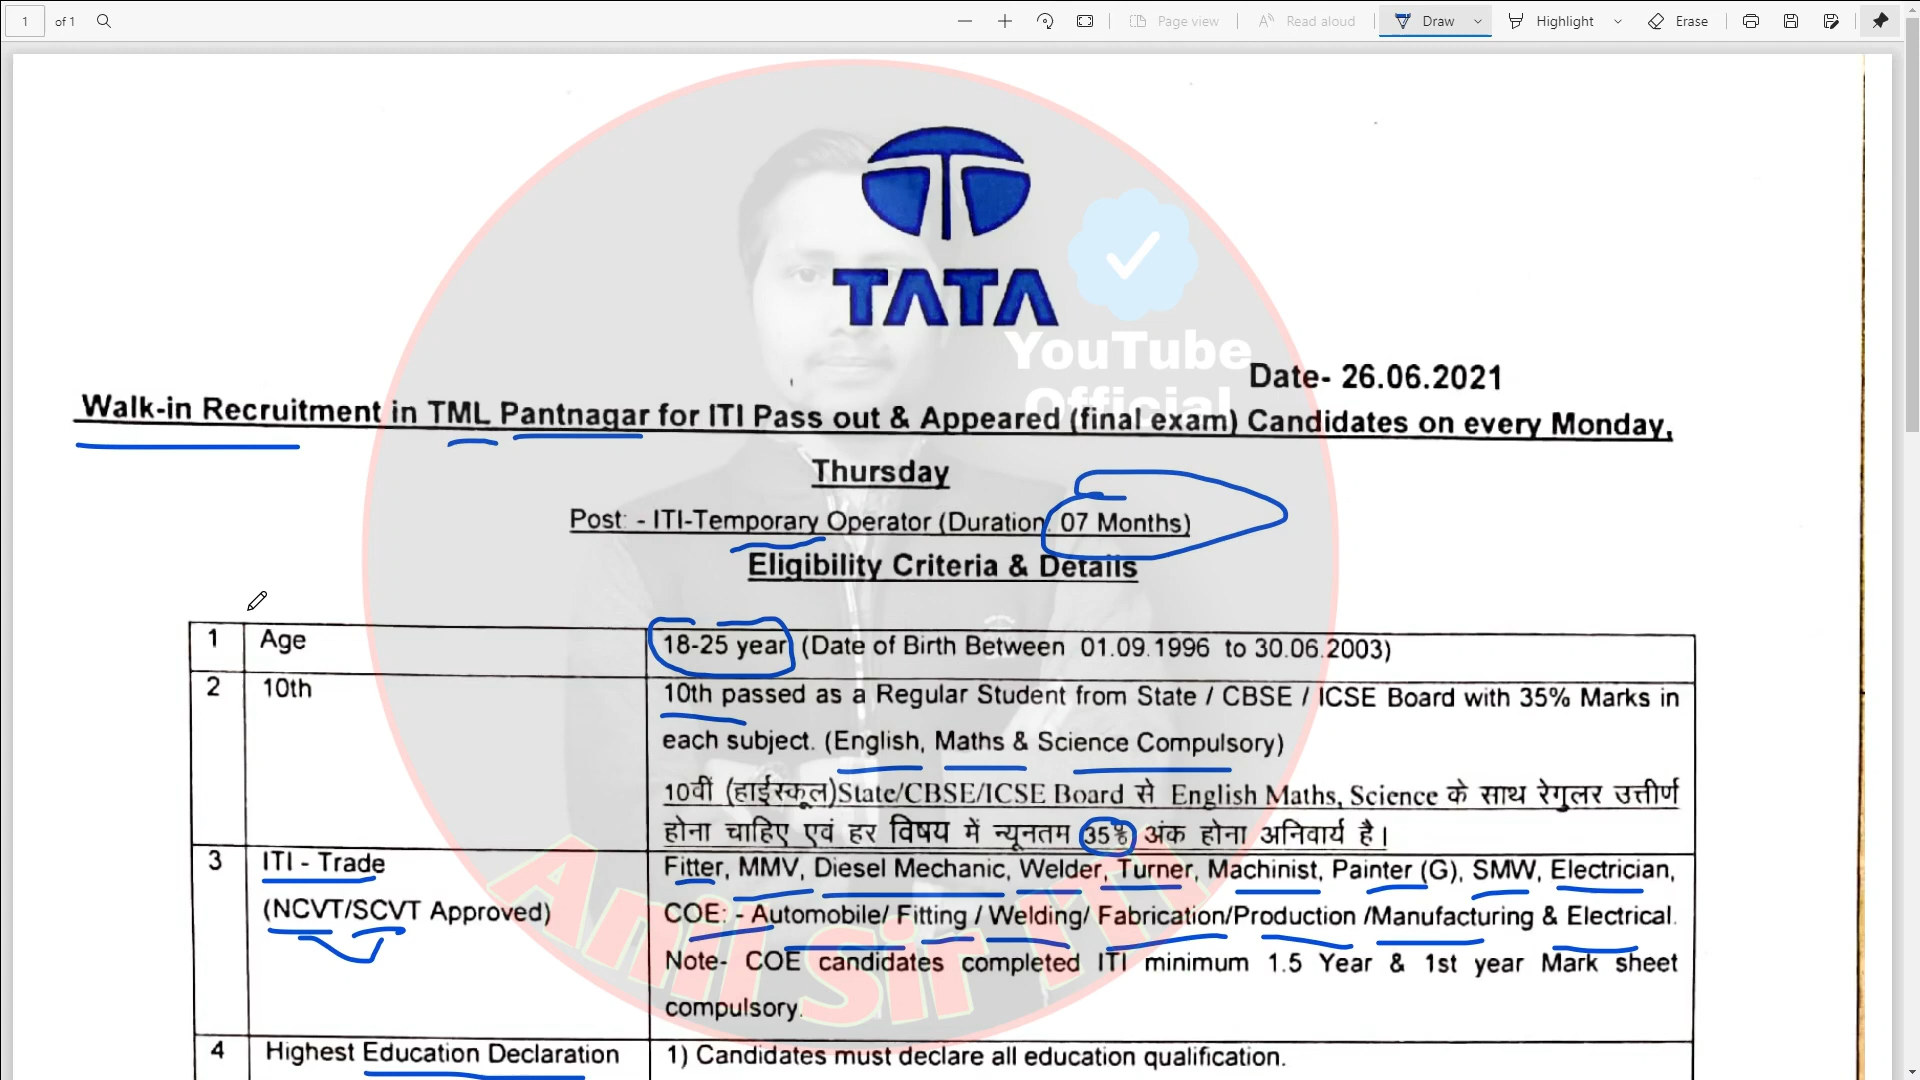 1 of 1 Page view Read aloud Draw Highlight Erase
TATA
YouTube
Official
Date- 26.06.2021
Walk-in Recruitment in TML Pantnagar for ITI Pass out & Appeared (final exam) Candidates on every Monday,
Thursday
Post: - ITI-Temporary Operator (Duration 07 Months)
Eligibility Criteria & Details
1 Age 18-25 year (Date of Birth Between 01.09.1996 to 30.06.2003)
2 10th 10th passed as a Regular Student from State / CBSE / ICSE Board with 35% Marks in
each subject. (English, Maths & Science Compulsory)
10वीं (हाईस्कूल)State/CBSE/ICSE Board से English Maths, Science के साथ रेगुलर उत्तीर्ण
होना चाहिए एवं हर विषय में न्यूनतम 35% अंक होना अनिवार्य है।
3 ITI - Trade Fitter, MMV, Diesel Mechanic, Welder, Turner, Machinist, Painter (G), SMW, Electrician,
(NCVT/SCVT Approved) COE: - Automobile/ Fitting / Welding/ Fabrication/Production /Manufacturing & Electrical.
Note- COE candidates completed ITI minimum 1.5 Year & 1st year Mark sheet
compulsory.
Anil Sir ITI
4 Highest Education Declaration 1) Candidates must declare all education qualification.